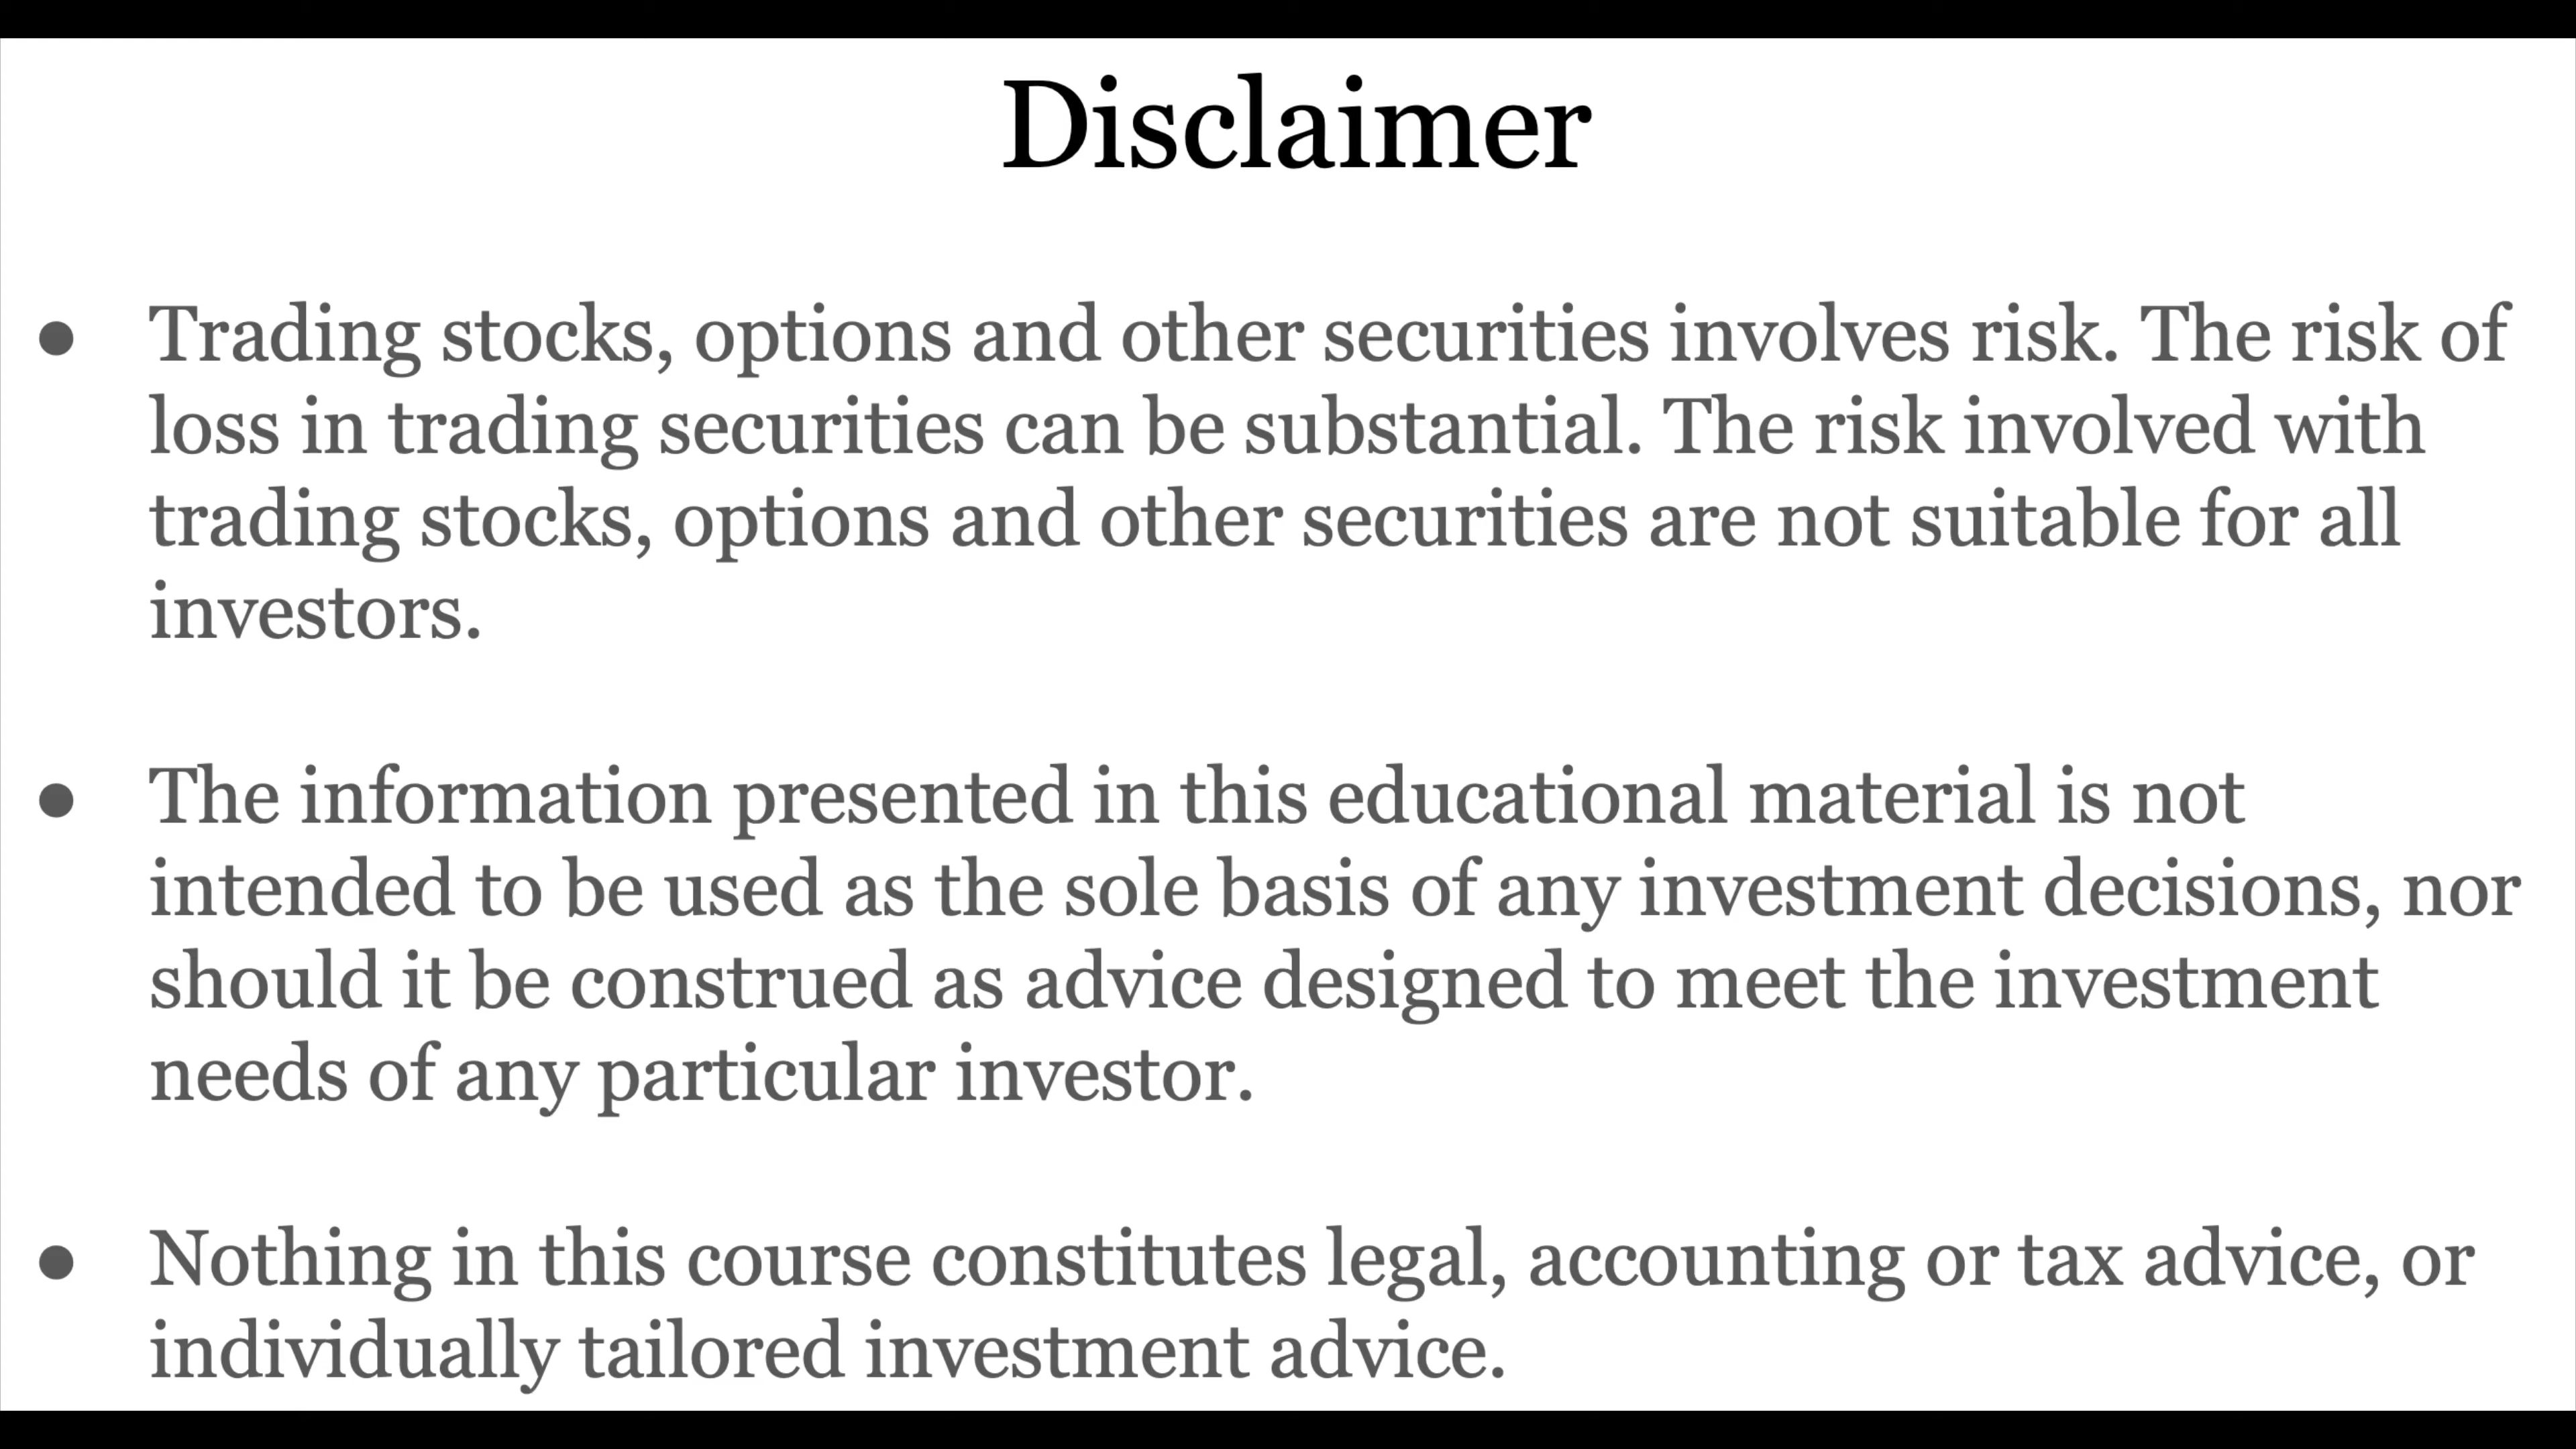 Disclaimer
● Trading stocks, options and other securities involves risk. The risk of
loss in trading securities can be substantial. The risk involved with
trading stocks, options and other securities are not suitable for all
investors.
● The information presented in this educational material is not
intended to be used as the sole basis of any investment decisions, nor
should it be construed as advice designed to meet the investment
needs of any particular investor.
● Nothing in this course constitutes legal, accounting or tax advice, or
individually tailored investment advice.